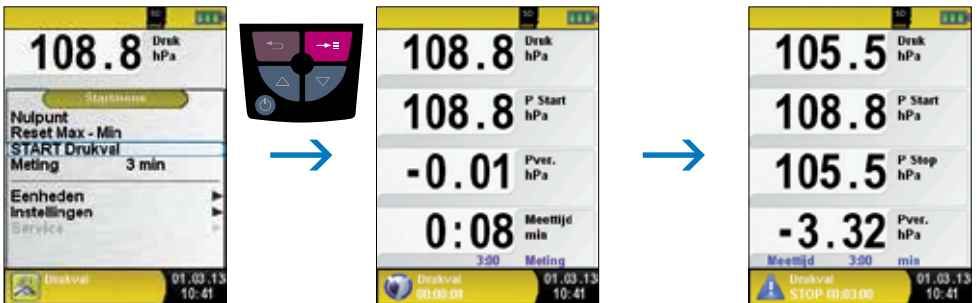 108.8 Druk hPa
Startmenu
Nulpunt
Reset Max - Min
START Drukval
Meting 3 min
Eenheden
Instellingen
Service
Drukval 01.03.13
10:41
108.8 Druk hPa
108.8 P Start hPa
-0.01 Pver. hPa
0:08 Meettijd min
3:00 Meting
Drukval 01.03.13
00:00:08 10:41
105.5 Druk hPa
108.8 P Start hPa
105.5 P Stop hPa
-3.32 Pver. hPa
Meettijd 3:00 min
Drukval 01.03.13
STOP 00:03:00 10:41